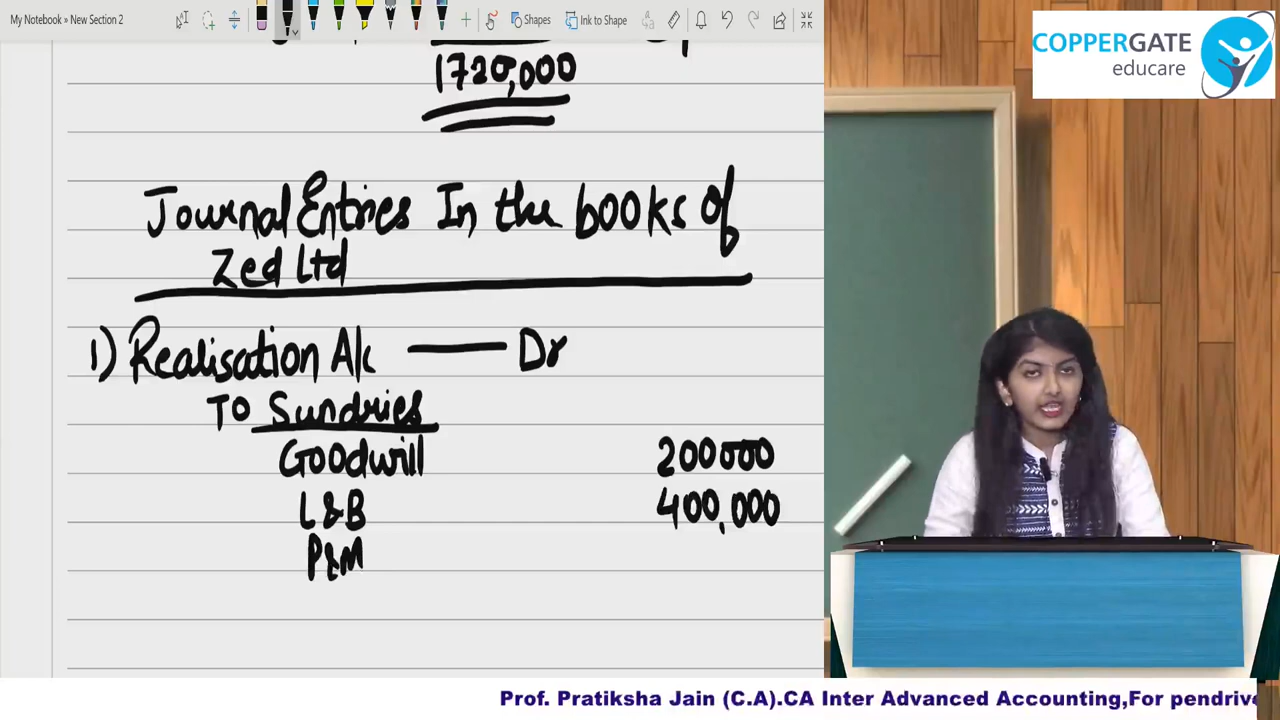 My Notebook » New Section 2
Shapes
Ink to Shape
COPPERGATE
educare
1720,000
Journal Entries In the books of
Zed Ltd
1) Realisation A/c —— Dr
To Sundries
Goodwill 200000
L&B 400,000
P&M
Prof. Pratiksha Jain (C.A).CA Inter Advanced Accounting,For pendrive